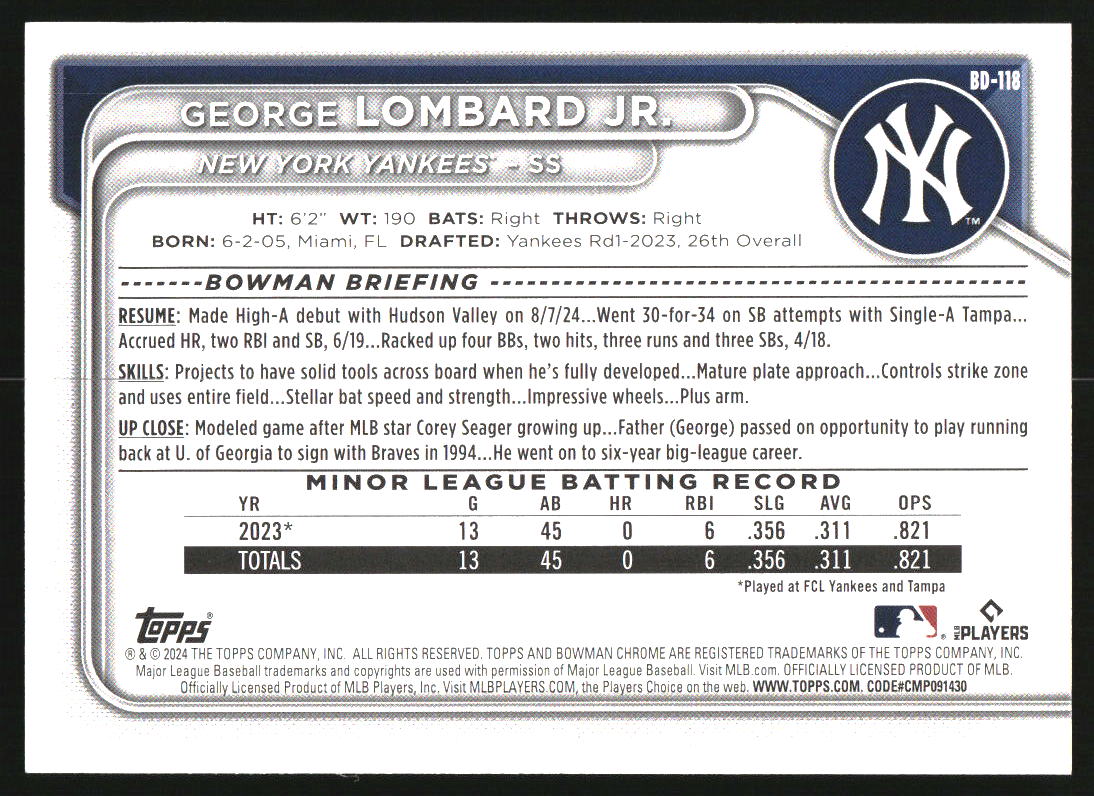 BD-118
GEORGE LOMBARD JR.
NEW YORK YANKEES™ – SS
NY
TM
HT: 6'2" WT: 190 BATS: Right THROWS: Right
BORN: 6-2-05, Miami, FL DRAFTED: Yankees Rd1-2023, 26th Overall
-------BOWMAN BRIEFING --------------------------------------------
RESUME: Made High-A debut with Hudson Valley on 8/7/24...Went 30-for-34 on SB attempts with Single-A Tampa...
Accrued HR, two RBI and SB, 6/19...Racked up four BBs, two hits, three runs and three SBs, 4/18.
SKILLS: Projects to have solid tools across board when he's fully developed...Mature plate approach...Controls strike zone
and uses entire field...Stellar bat speed and strength...Impressive wheels...Plus arm.
UP CLOSE: Modeled game after MLB star Corey Seager growing up...Father (George) passed on opportunity to play running
back at U. of Georgia to sign with Braves in 1994...He went on to six-year big-league career.
MINOR LEAGUE BATTING RECORD
YR G AB HR RBI SLG AVG OPS
2023* 13 45 0 6 .356 .311 .821
TOTALS 13 45 0 6 .356 .311 .821
*Played at FCL Yankees and Tampa
Topps®
® MLB PLAYERS
® & © 2024 THE TOPPS COMPANY, INC. ALL RIGHTS RESERVED. TOPPS AND BOWMAN CHROME ARE REGISTERED TRADEMARKS OF THE TOPPS COMPANY, INC.
Major League Baseball trademarks and copyrights are used with permission of Major League Baseball. Visit MLB.com. OFFICIALLY LICENSED PRODUCT OF MLB.
Officially Licensed Product of MLB Players, Inc. Visit MLBPLAYERS.COM, the Players Choice on the web. WWW.TOPPS.COM. CODE#CMP091430